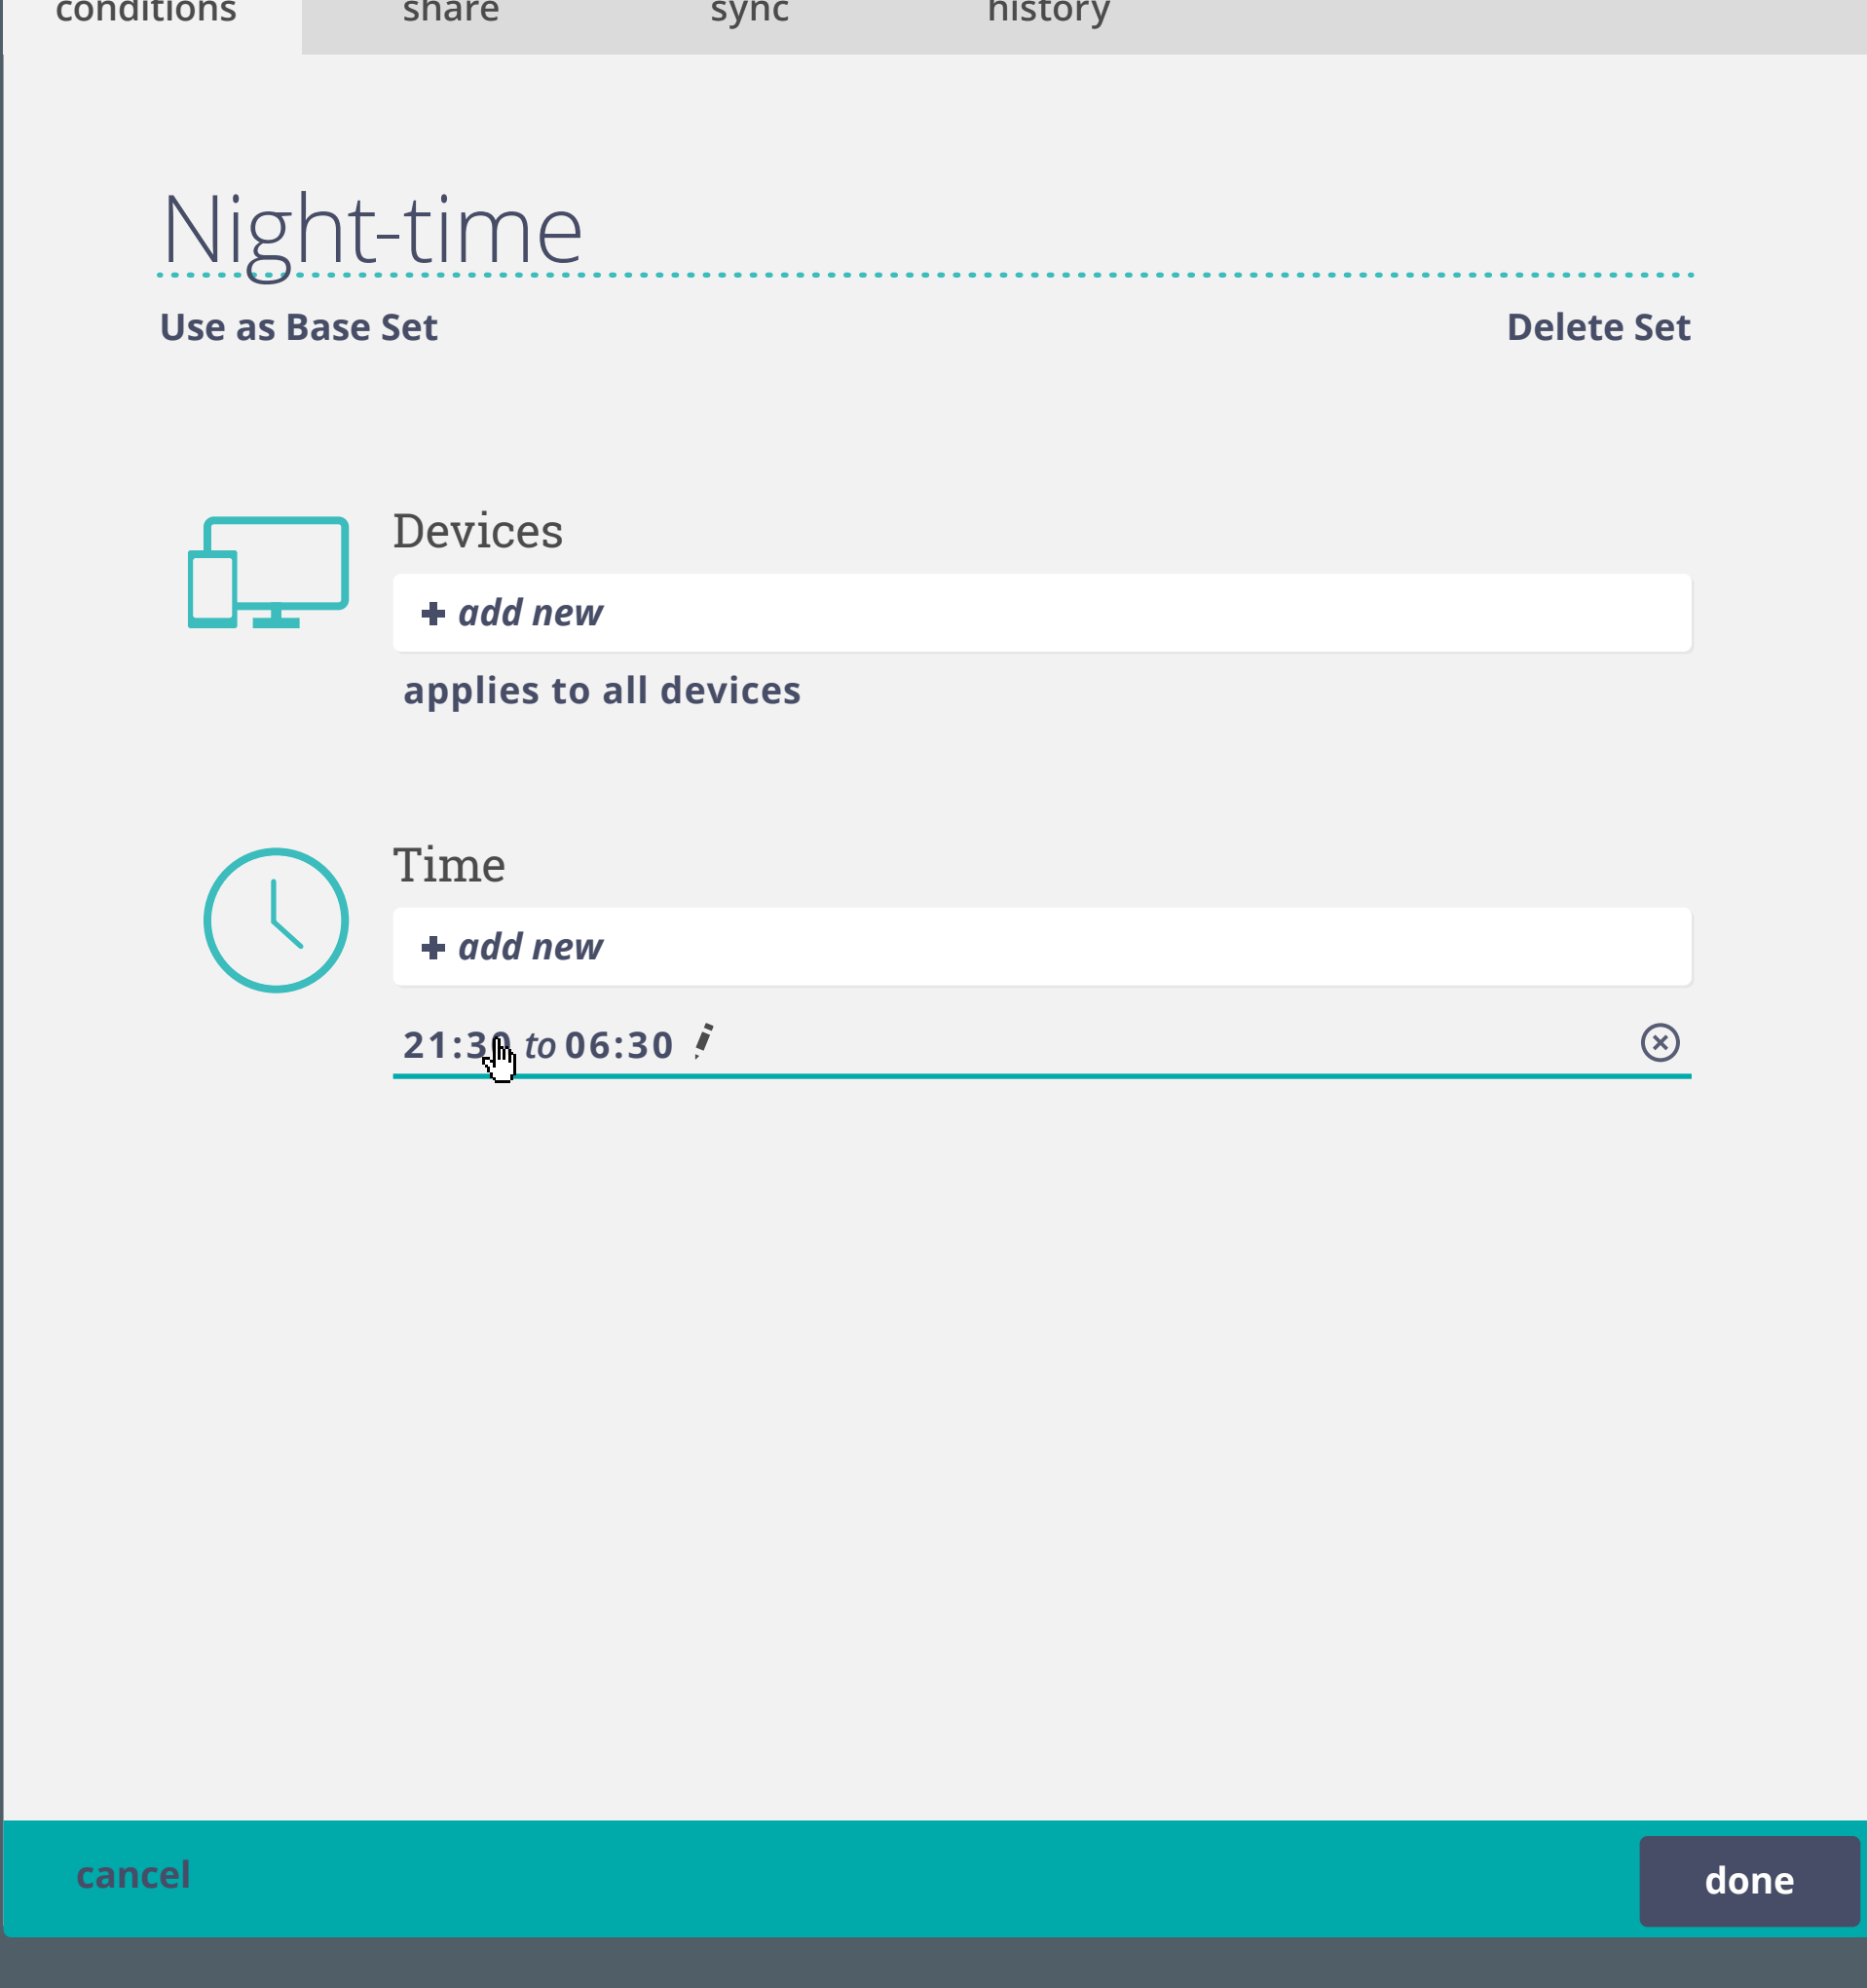 conditions share sync history
Night-time
Use as Base Set Delete Set
Devices
+ add new
applies to all devices
Time
+ add new
21:30 to 06:30
cancel done